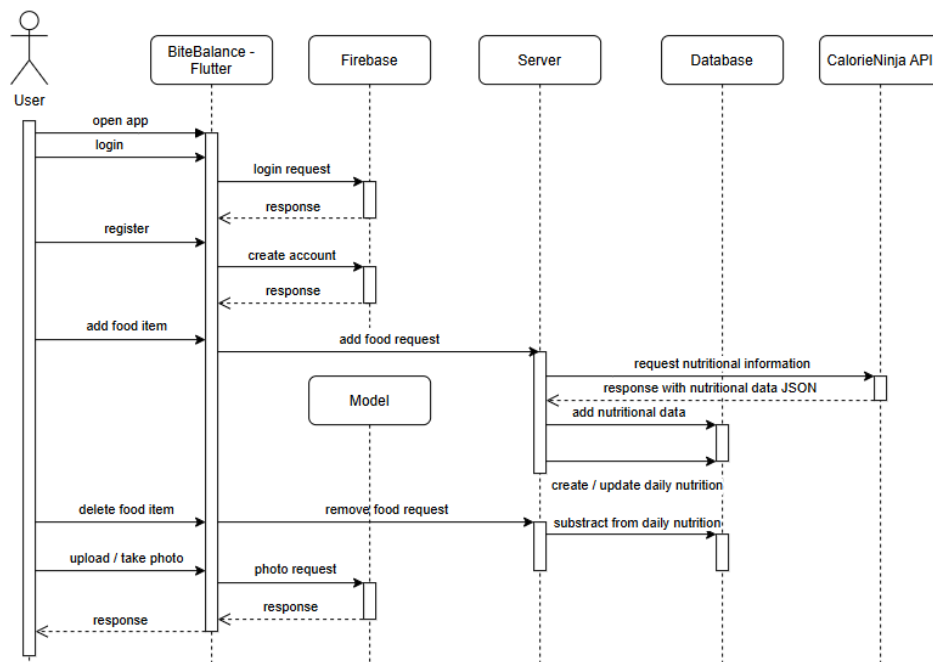 BiteBalance -
Flutter
Firebase
Server
Database
CalorieNinja API
User
open app
login
login request
response
register
create account
response
add food item
add food request
request nutritional information
response with nutritional data JSON
Model
add nutritional data
create / update daily nutrition
delete food item
remove food request
substract from daily nutrition
upload / take photo
photo request
response
response